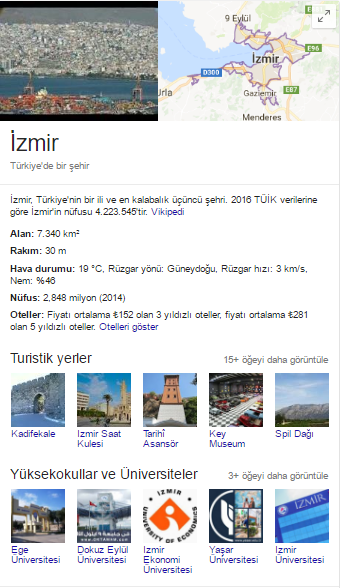 9 Eylül
E96
İzmir
D300
Urla
Gaziemir
E87
Menderes
İzmir
Türkiye'de bir şehir
İzmir, Türkiye'nin bir ili ve en kalabalık üçüncü şehri. 2016 TÜİK verilerine
göre İzmir'in nüfusu 4.223.545'tir. Vikipedi
Alan: 7.340 km²
Rakım: 30 m
Hava durumu: 19 °C, Rüzgar yönü: Güneydoğu, Rüzgar hızı: 3 km/s,
Nem: %46
Nüfus: 2,848 milyon (2014)
Oteller: Fiyatı ortalama ₺152 olan 3 yıldızlı oteller, fiyatı ortalama ₺281
olan 5 yıldızlı oteller. Otelleri göster
Turistik yerler
15+ öğeyi daha görüntüle
Kadifekale
İzmir Saat
Kulesi
Tarihî
Asansör
Key
Museum
Spil Dağı
Yüksekokullar ve Üniversiteler
3+ öğeyi daha görüntüle
IZMIR
UNIVERSITY OF ECONOMICS
IZMIR
Ege
Üniversitesi
Dokuz Eylül
Üniversitesi
İzmir
Ekonomi
Üniversitesi
Yaşar
Üniversitesi
İzmir
Üniversitesi